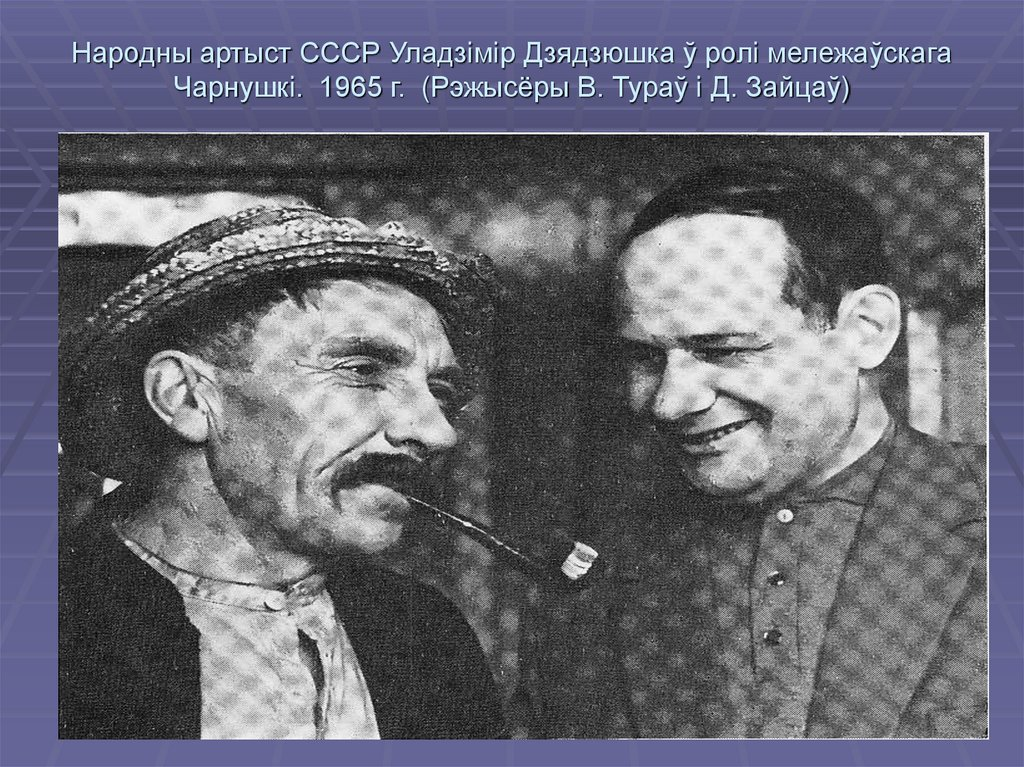 Народны артыст СССР Уладзімір Дзядзюшка ў ролі мележаўскага
Чарнушкі. 1965 г. (Рэжысёры В. Тураў і Д. Зайцаў)